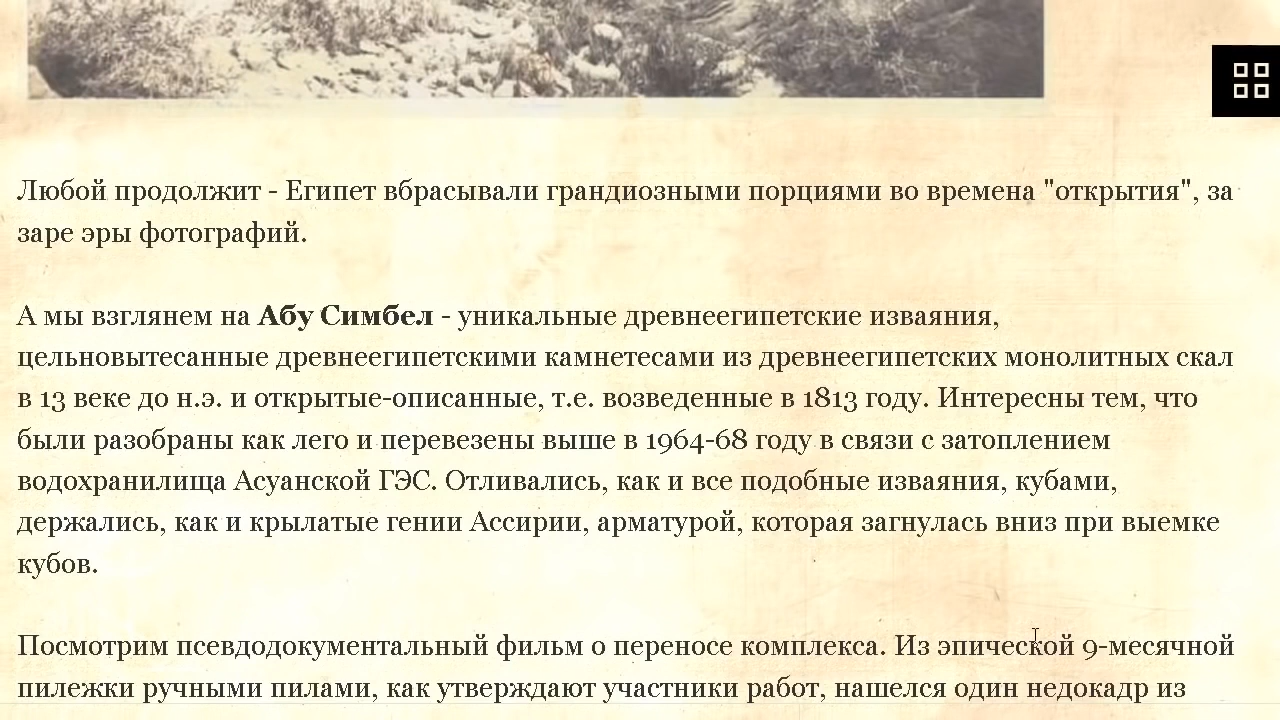 Любой продолжит - Египет вбрасывали грандиозными порциями во времена "открытия", за
заре эры фотографий.
А мы взглянем на Абу Симбел - уникальные древнеегипетские изваяния,
цельновытесанные древнеегипетскими камнетесами из древнеегипетских монолитных скал
в 13 веке до н.э. и открытые-описанные, т.е. возведенные в 1813 году. Интересны тем, что
были разобраны как лего и перевезены выше в 1964-68 году в связи с затоплением
водохранилища Асуанской ГЭС. Отливались, как и все подобные изваяния, кубами,
держались, как и крылатые гении Ассирии, арматурой, которая загнулась вниз при выемке
кубов.
Посмотрим псевдодокументальный фильм о переносе комплекса. Из эпической 9-месячной
пилежки ручными пилами, как утверждают участники работ, нашелся один недокадр из